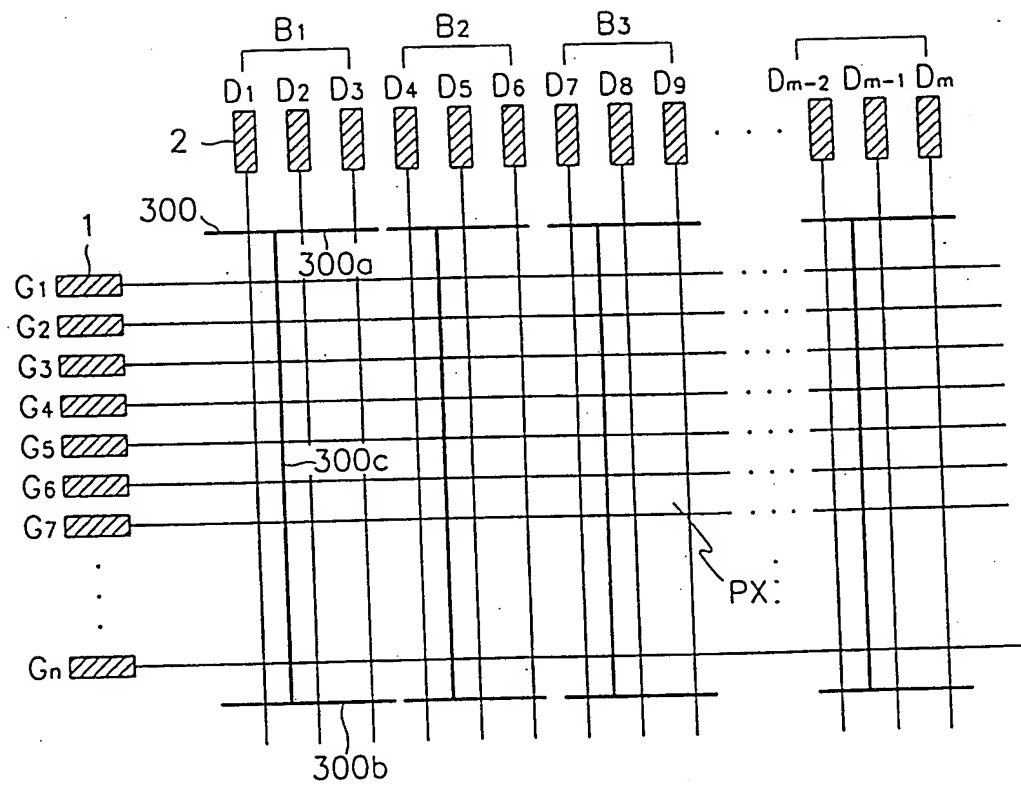 B1 B2 B3
D1 D2 D3 D4 D5 D6 D7 D8 D9 Dm-2 Dm-1 Dm
2
300
1
300a
G1
G2
G3
G4
G5
300c
G6
G7
PX
Gn
300b